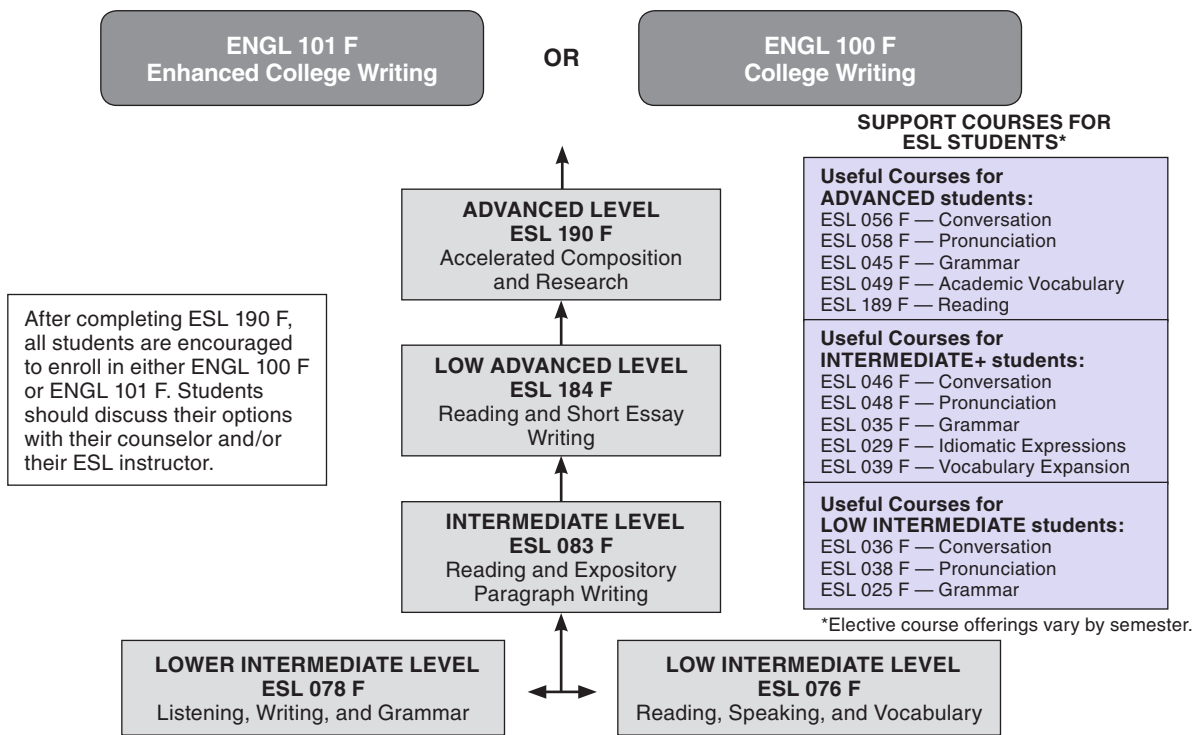 ENGL 101 F
Enhanced College Writing
OR
ENGL 100 F
College Writing
SUPPORT COURSES FOR
ESL STUDENTS*
Useful Courses for
ADVANCED students:
ESL 056 F — Conversation
ESL 058 F — Pronunciation
ESL 045 F — Grammar
ESL 049 F — Academic Vocabulary
ESL 189 F — Reading
Useful Courses for
INTERMEDIATE+ students:
ESL 046 F — Conversation
ESL 048 F — Pronunciation
ESL 035 F — Grammar
ESL 029 F — Idiomatic Expressions
ESL 039 F — Vocabulary Expansion
Useful Courses for
LOW INTERMEDIATE students:
ESL 036 F — Conversation
ESL 038 F — Pronunciation
ESL 025 F — Grammar
*Elective course offerings vary by semester.
ADVANCED LEVEL
ESL 190 F
Accelerated Composition
and Research
After completing ESL 190 F,
all students are encouraged
to enroll in either ENGL 100 F
or ENGL 101 F. Students
should discuss their options
with their counselor and/or
their ESL instructor.
LOW ADVANCED LEVEL
ESL 184 F
Reading and Short Essay
Writing
INTERMEDIATE LEVEL
ESL 083 F
Reading and Expository
Paragraph Writing
LOWER INTERMEDIATE LEVEL
ESL 078 F
Listening, Writing, and Grammar
LOW INTERMEDIATE LEVEL
ESL 076 F
Reading, Speaking, and Vocabulary